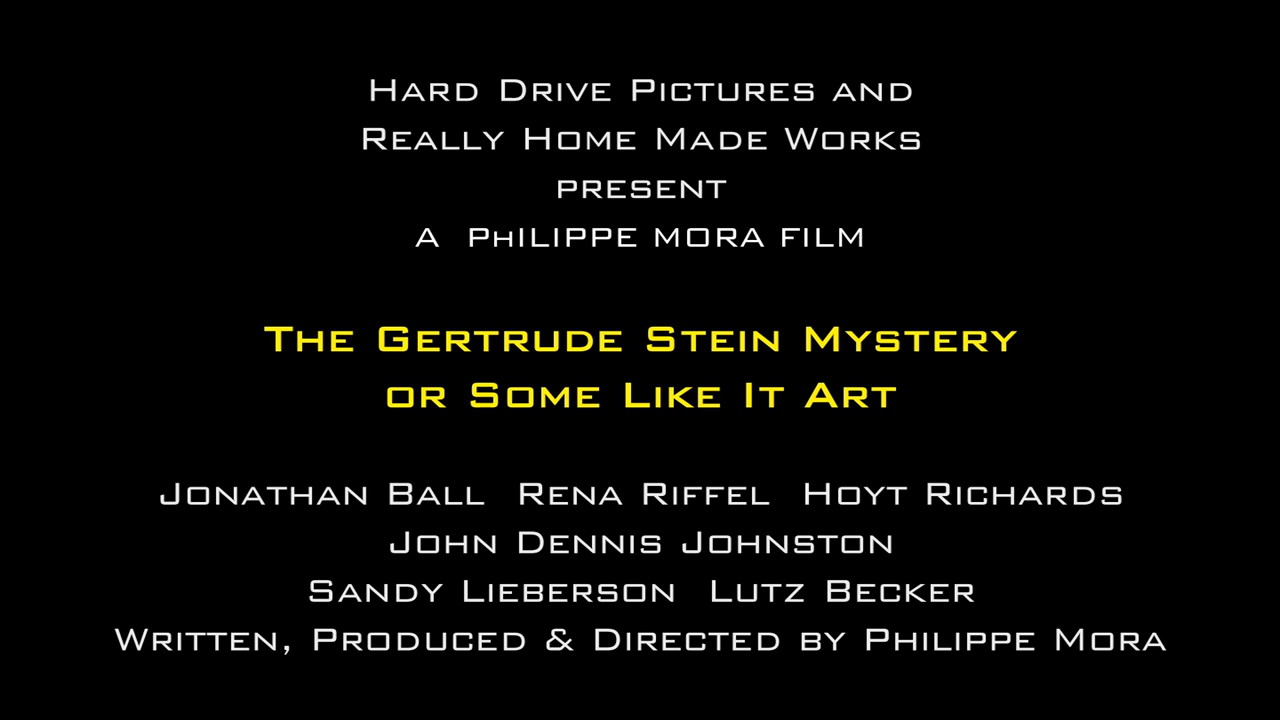 Hard Drive Pictures and
Really Home Made Works
present
A PhILIPPE MORA FILM
The Gertrude Stein Mystery
or Some Like It Art
Jonathan Ball Rena Riffel Hoyt Richards
John Dennis Johnston
Sandy Lieberson Lutz Becker
Written, Produced & Directed by Philippe Mora